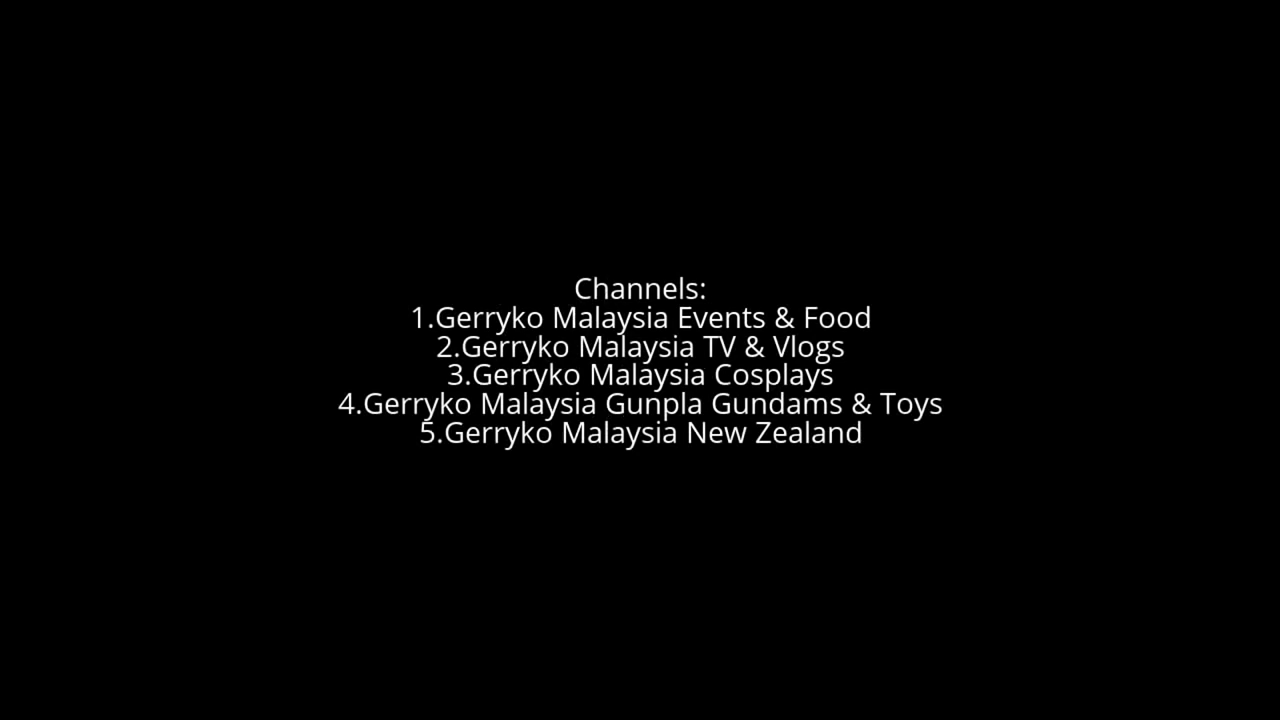 Channels:
1.Gerryko Malaysia Events & Food
2.Gerryko Malaysia TV & Vlogs
3.Gerryko Malaysia Cosplays
4.Gerryko Malaysia Gunpla Gundams & Toys
5.Gerryko Malaysia New Zealand